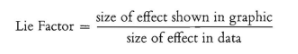 Lie Factor = size of effect shown in graphic
size of effect in data